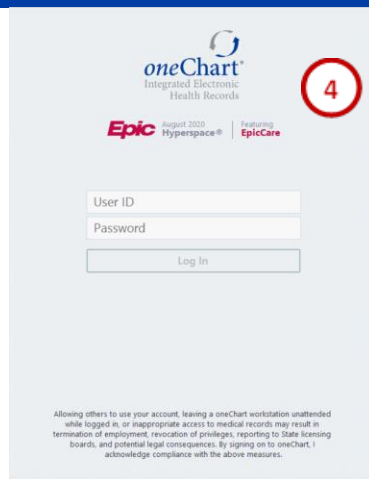 oneChart®
Integrated Electronic
Health Records
4
Epic August 2020 Hyperspace® Featuring EpicCare
User ID
Password
Log In
Allowing others to use your account, leaving a oneChart workstation unattended
while logged in, or inappropriate access to medical records may result in
termination of employment, revocation of privileges, reporting to State licensing
boards, and potential legal consequences. By signing on to oneChart, I
acknowledge compliance with the above measures.